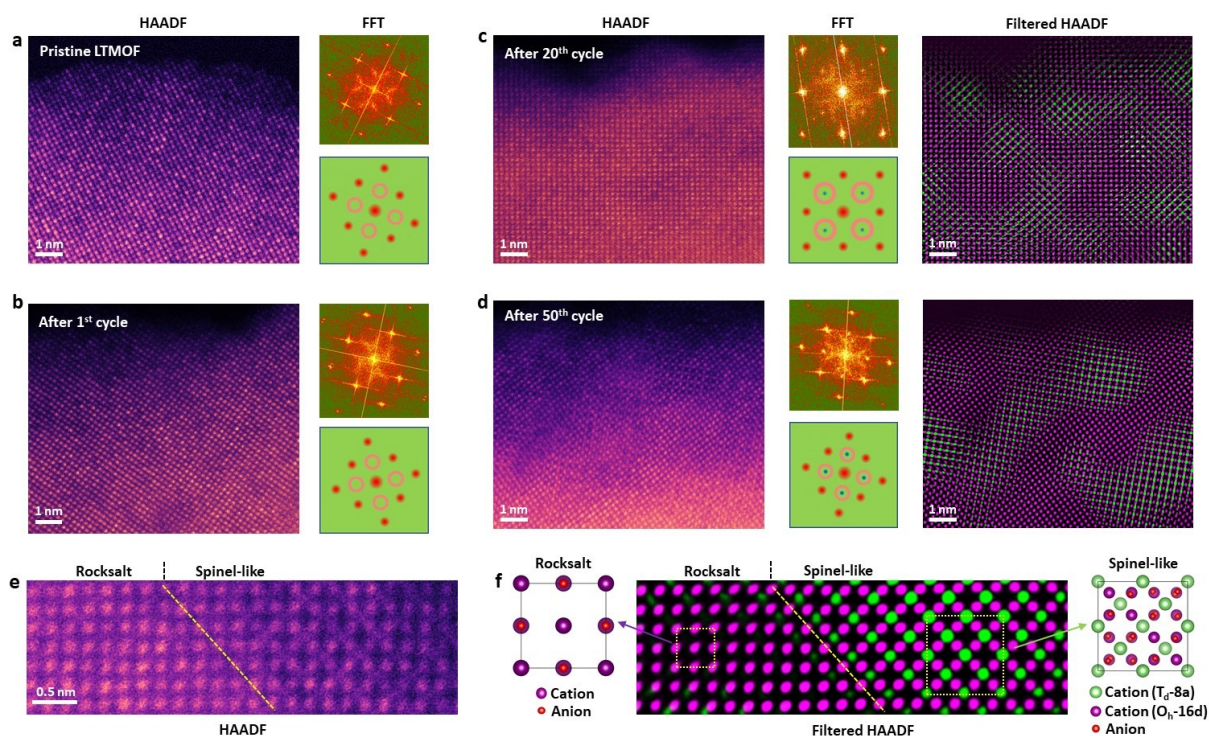 HAADF FFT HAADF FFT Filtered HAADF
a Pristine LTMOF 1 nm
c After 20th cycle 1 nm 1 nm
b After 1st cycle 1 nm
d After 50th cycle 1 nm 1 nm
e Rocksalt Spinel-like
0.5 nm
HAADF
f Rocksalt Rocksalt Spinel-like Spinel-like
Cation
Anion
Filtered HAADF
Cation (Td-8a)
Cation (Oh-16d)
Anion